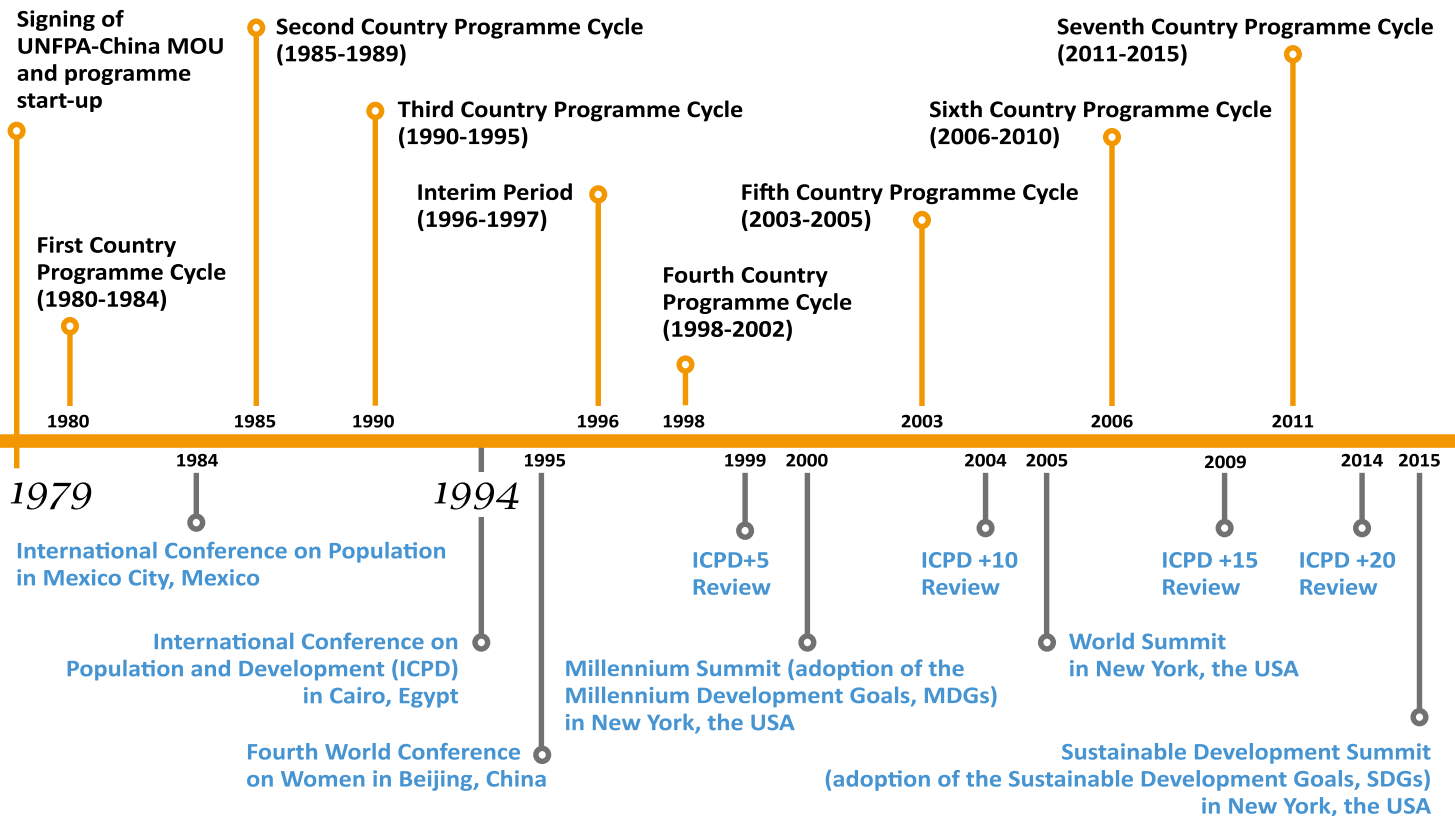 Signing of
UNFPA-China MOU
and programme
start-up
Second Country Programme Cycle
(1985-1989)
Seventh Country Programme Cycle
(2011-2015)
Third Country Programme Cycle
(1990-1995)
Sixth Country Programme Cycle
(2006-2010)
Interim Period
(1996-1997)
Fifth Country Programme Cycle
(2003-2005)
First Country
Programme Cycle
(1980-1984)
Fourth Country
Programme Cycle
(1998-2002)
1980 1985 1990 1996 1998 2003 2006 2011
1984 1995 1999 2000 2004 2005 2009 2014 2015
1979 1994
International Conference on Population
in Mexico City, Mexico
ICPD+5
Review
ICPD +10
Review
ICPD +15
Review
ICPD +20
Review
International Conference on
Population and Development (ICPD)
in Cairo, Egypt
World Summit
in New York, the USA
Millennium Summit (adoption of the
Millennium Development Goals, MDGs)
in New York, the USA
Fourth World Conference
on Women in Beijing, China
Sustainable Development Summit
(adoption of the Sustainable Development Goals, SDGs)
in New York, the USA